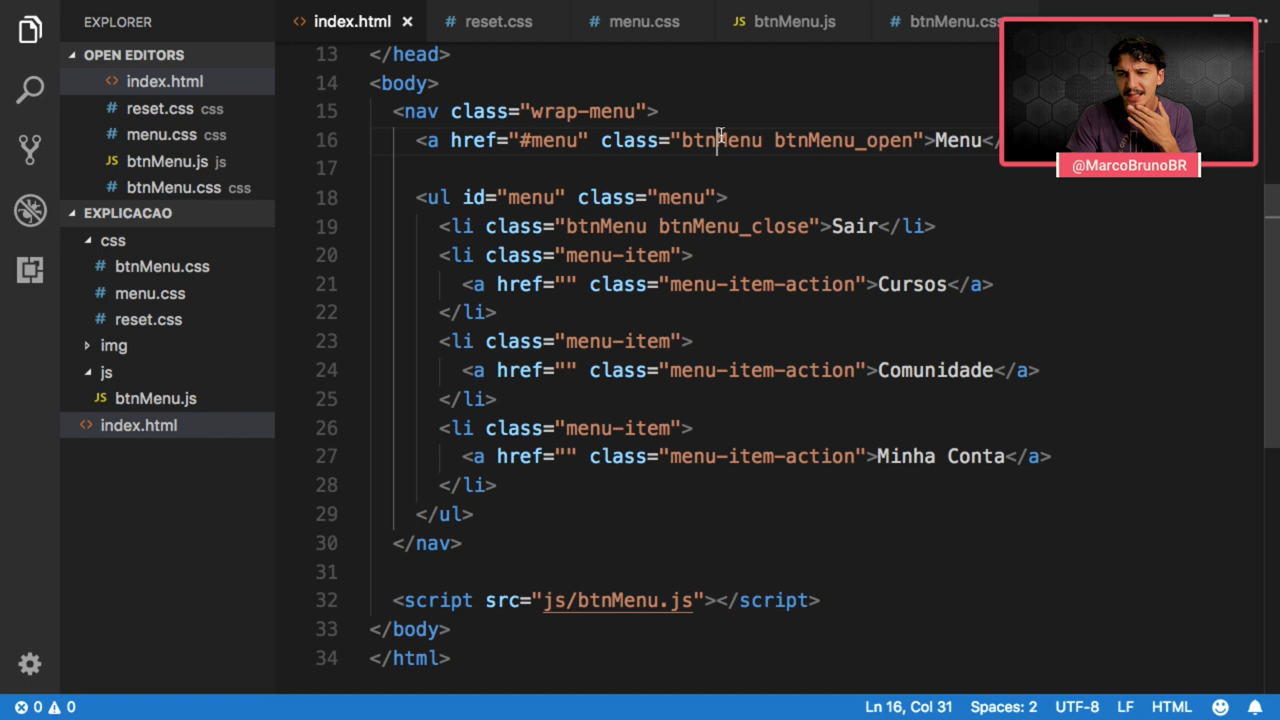 EXPLORER
OPEN EDITORS
<> index.html
# reset.css css
# menu.css css
JS btnMenu.js js
# btnMenu.css css
EXPLICACAO
css
# btnMenu.css
# menu.css
# reset.css
img
js
JS btnMenu.js
<> index.html
<> index.html ×
# reset.css
# menu.css
JS btnMenu.js
# btnMenu.css
@MarcoBrunoBR
13 </head>
14 <body>
15 <nav class="wrap-menu">
16 <a href="#menu" class="btnMenu btnMenu_open">Menu</
17
18 <ul id="menu" class="menu">
19 <li class="btnMenu btnMenu_close">Sair</li>
20 <li class="menu-item">
21 <a href="" class="menu-item-action">Cursos</a>
22 </li>
23 <li class="menu-item">
24 <a href="" class="menu-item-action">Comunidade</a>
25 </li>
26 <li class="menu-item">
27 <a href="" class="menu-item-action">Minha Conta</a>
28 </li>
29 </ul>
30 </nav>
31
32 <script src="js/btnMenu.js"></script>
33 </body>
34 </html>
0 0
Ln 16, Col 31 Spaces: 2 UTF-8 LF HTML